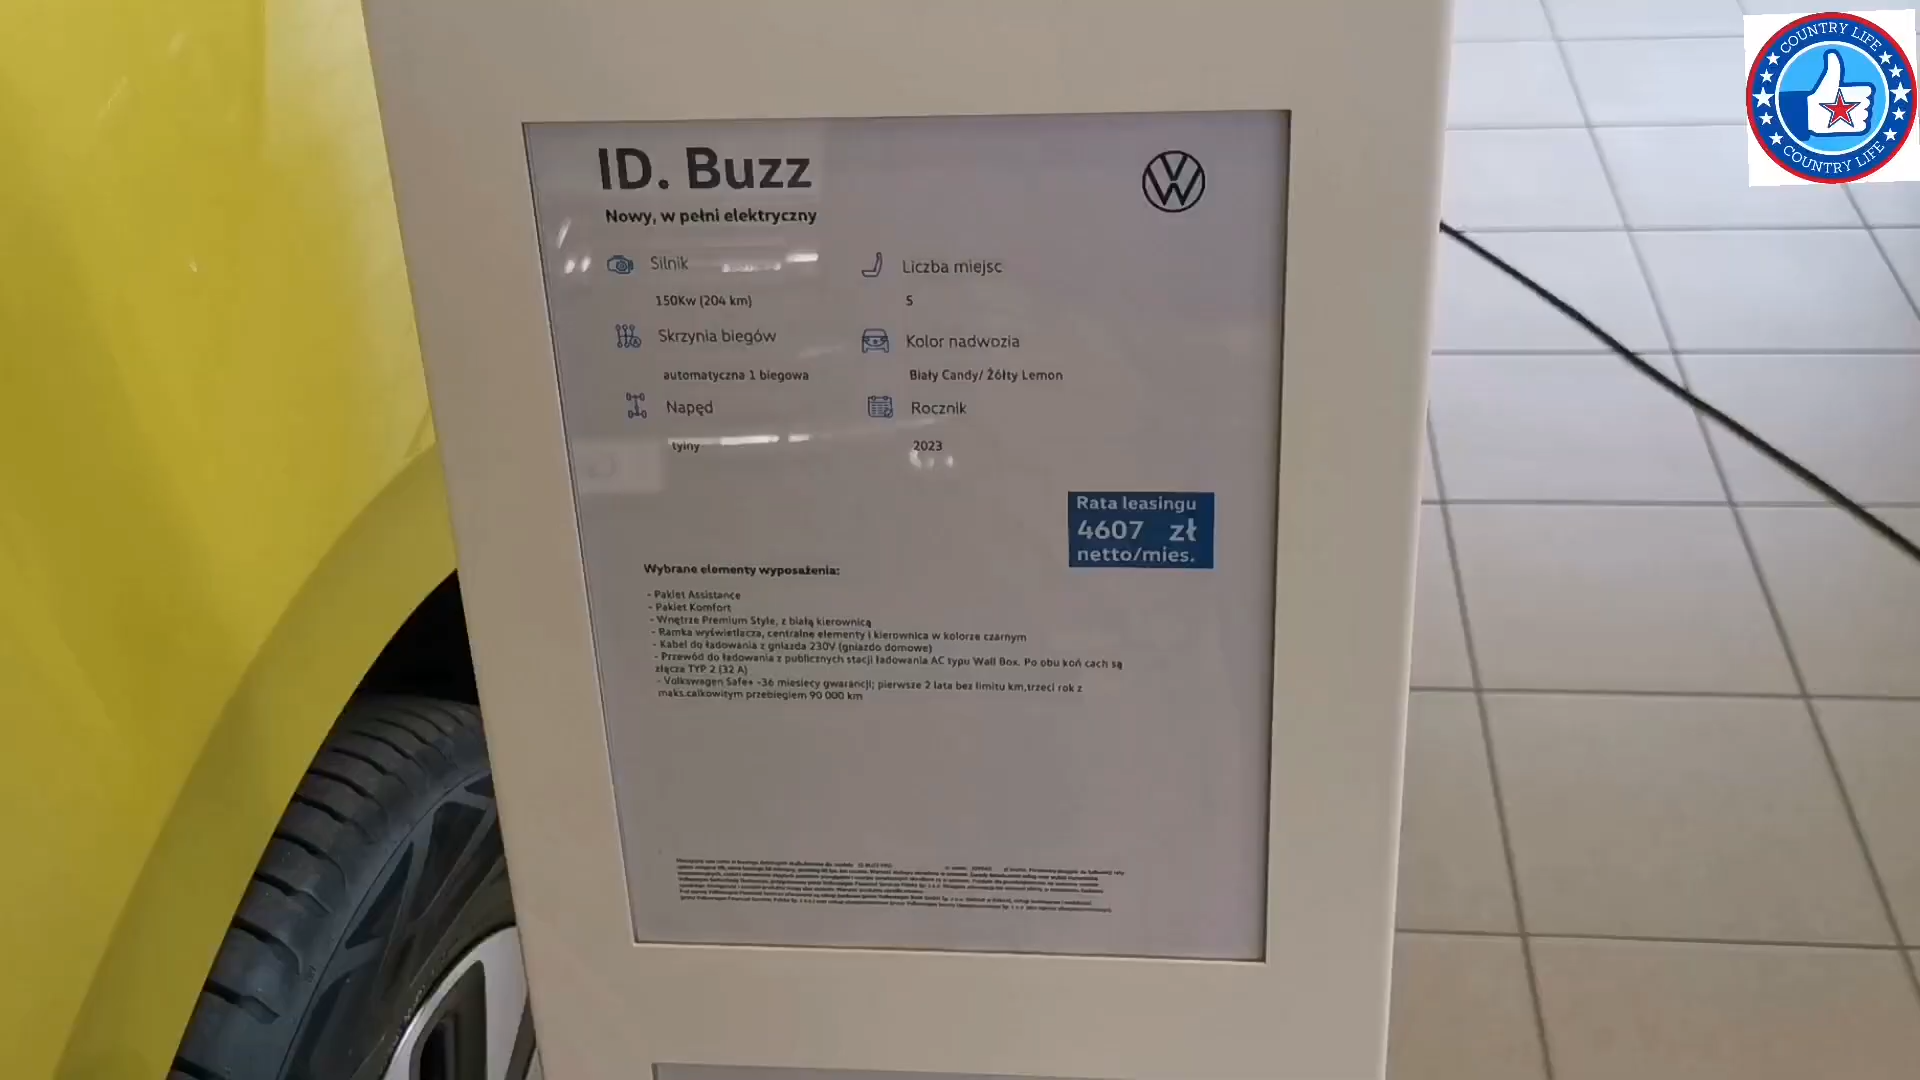 COUNTRY LIFE
COUNTRY LIFE
ID. Buzz
Nowy, w pełni elektryczny
Silnik
150Kw (204 km)
Liczba miejsc
5
Skrzynia biegów
automatyczna 1 biegowa
Kolor nadwozia
Biały Candy/ Żółty Lemon
Napęd
tylny
Rocznik
2023
Rata leasingu
4607 zł
netto/mies.
Wybrane elementy wyposażenia:
- Pakiet Assistance
- Pakiet Komfort
- Wnętrze Premium Style, z białą kierownicą
- Ramka wyświetlacza, centralne elementy i kierownica w kolorze czarnym
- Kabel do ładowania z gniazda 230V (gniazdo domowe)
- Przewód do ładowania z publicznych stacji ładowania AC typu Wall Box. Po obu koń cach są
złącza TYP 2 (32 A)
- Volkswagen Safe+ -36 miesięcy gwarancji; pierwsze 2 lata bez limitu km,trzeci rok z
maks.całkowitym przebiegiem 90 000 km